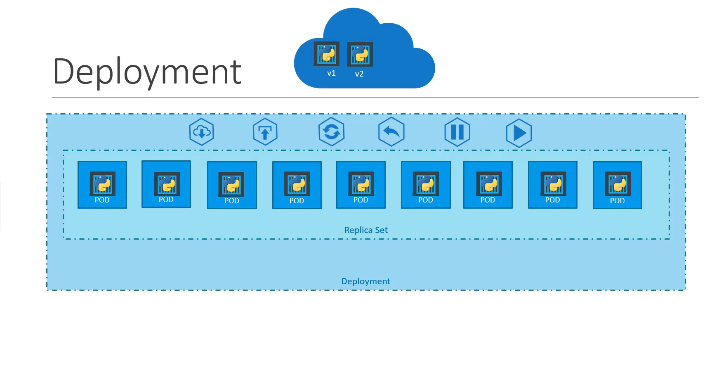 Deployment
v1 v2
POD POD POD POD POD POD POD POD POD
Replica Set
Deployment